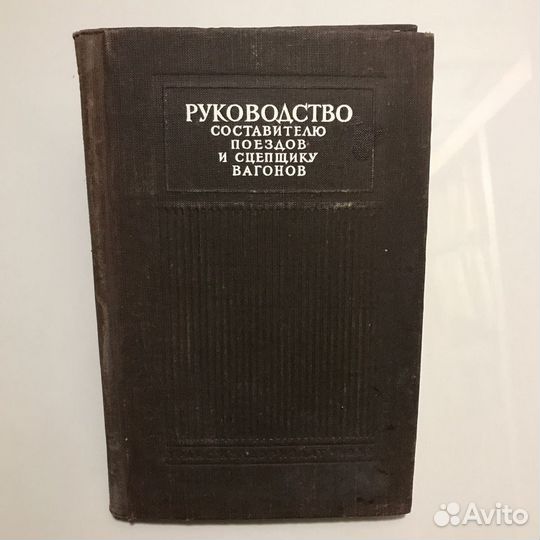 РУКОВОДСТВО
СОСТАВИТЕЛЮ
ПОЕЗДОВ
И СЦЕПЩИКУ
ВАГОНОВ
Avito